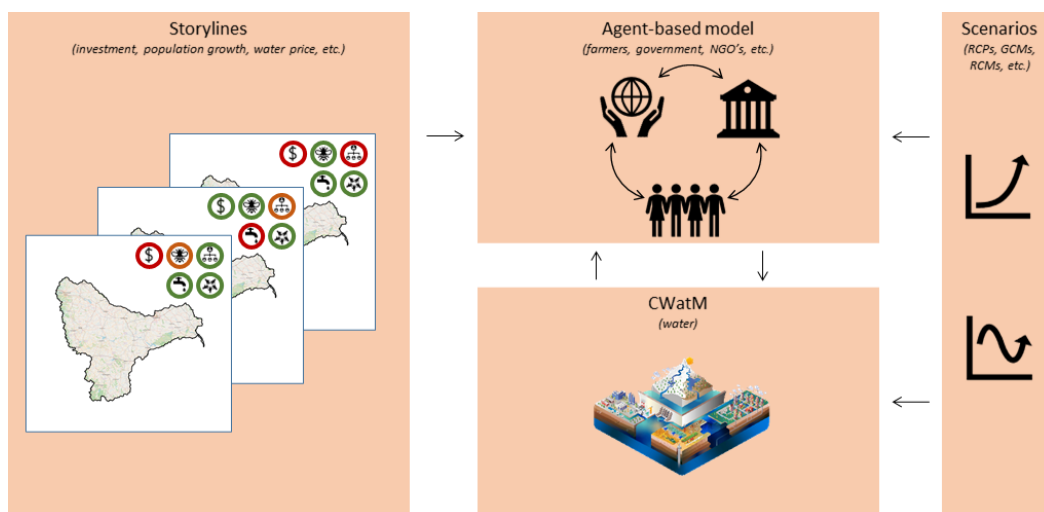 Storylines
(investment, population growth, water price, etc.)
Agent-based model
(farmers, government, NGO's, etc.)
Scenarios
(RCPs, GCMs,
RCMs, etc.)
$
$
$
CWatM
(water)